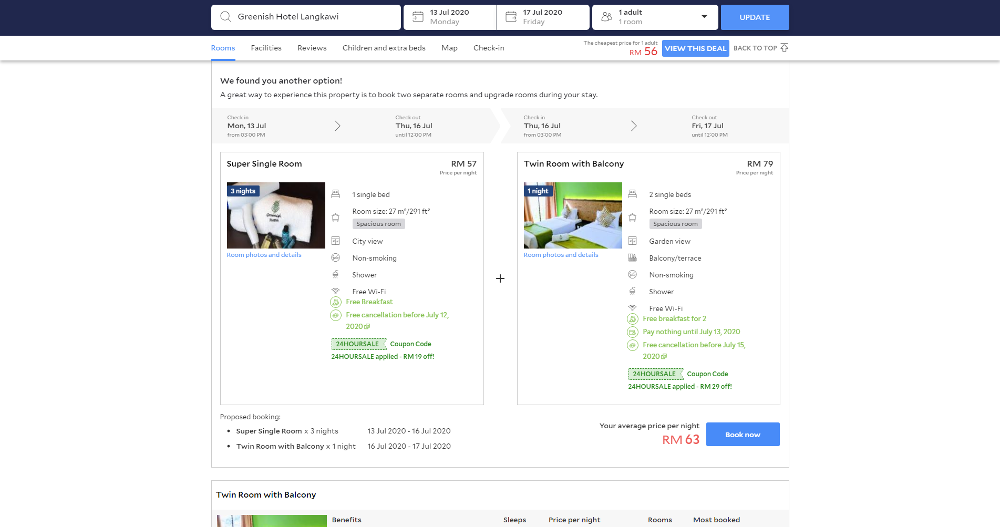 Greenish Hotel Langkawi
13 Jul 2020
Monday
17 Jul 2020
Friday
1 adult
1 room
UPDATE
Rooms
Facilities
Reviews
Children and extra beds
Map
Check-in
The cheapest price for 1 adult
RM 56
VIEW THIS DEAL
BACK TO TOP
We found you another option!
A great way to experience this property is to book two separate rooms and upgrade rooms during your stay.
Check in
Mon, 13 Jul
from 03:00 PM
Check out
Thu, 16 Jul
until 12:00 PM
Check in
Thu, 16 Jul
from 03:00 PM
Check out
Fri, 17 Jul
until 12:00 PM
Super Single Room
RM 57
Price per night
3 nights
Greenish
Hotel
Room photos and details
1 single bed
Room size: 27 m²/291 ft²
Spacious room
City view
Non-smoking
Shower
Free Wi-Fi
Free Breakfast
Free cancellation before July 12,
2020
24HOURSALE Coupon Code
24HOURSALE applied - RM 19 off!
+
Twin Room with Balcony
RM 79
Price per night
1 night
Room photos and details
2 single beds
Room size: 27 m²/291 ft²
Spacious room
Garden view
Balcony/terrace
Non-smoking
Shower
Free Wi-Fi
Free breakfast for 2
Pay nothing until July 13, 2020
Free cancellation before July 15,
2020
24HOURSALE Coupon Code
24HOURSALE applied - RM 29 off!
Proposed booking:
• Super Single Room x 3 nights 13 Jul 2020 - 16 Jul 2020
• Twin Room with Balcony x 1 night 16 Jul 2020 - 17 Jul 2020
Your average price per night
RM 63
Book now
Twin Room with Balcony
Benefits Sleeps Price per night Rooms Most booked